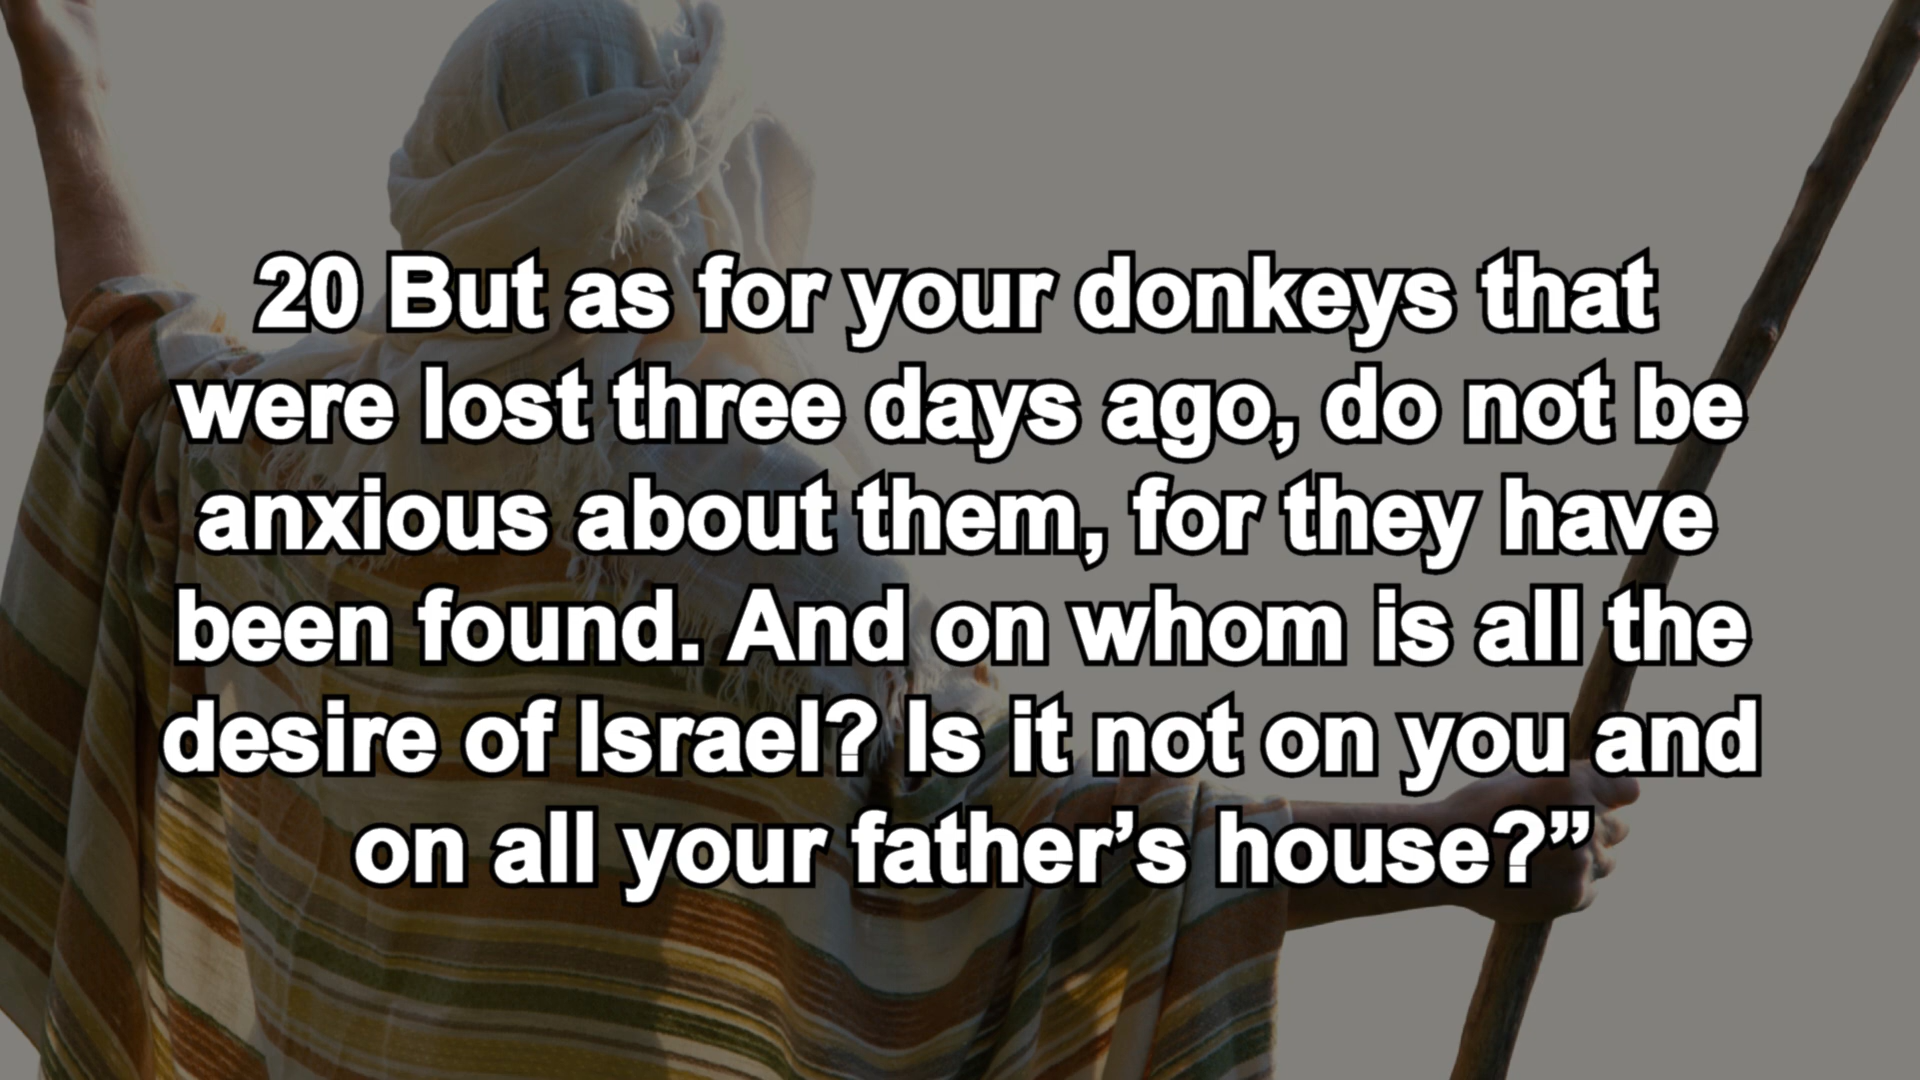 20 But as for your donkeys that
were lost three days ago, do not be
anxious about them, for they have
been found. And on whom is all the
desire of Israel? Is it not on you and
on all your father’s house?”